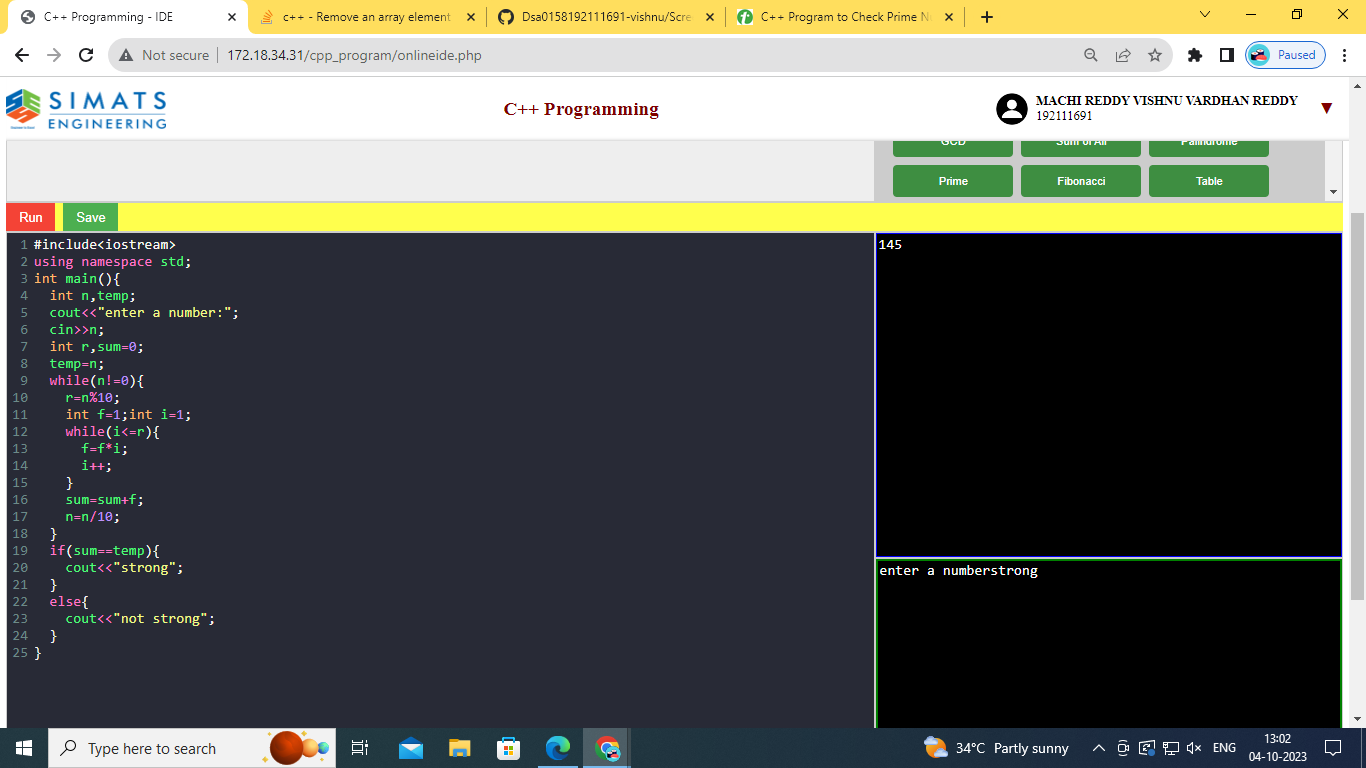 C++ Programming - IDE
c++ - Remove an array element
Dsa0158192111691-vishnu/Scre
C++ Program to Check Prime N
Not secure
172.18.34.31/cpp_program/onlineide.php
Paused
SIMATS
ENGINEERING
C++ Programming
MACHI REDDY VISHNU VARDHAN REDDY
192111691
GCD
Sum of AP
Palindrome
Prime
Fibonacci
Table
Run
Save
1 #include<iostream>
2 using namespace std;
3 int main(){
4 int n,temp;
5 cout<<"enter a number:";
6 cin>>n;
7 int r,sum=0;
8 temp=n;
9 while(n!=0){
10 r=n%10;
11 int f=1;int i=1;
12 while(i<=r){
13 f=f*i;
14 i++;
15 }
16 sum=sum+f;
17 n=n/10;
18 }
19 if(sum==temp){
20 cout<<"strong";
21 }
22 else{
23 cout<<"not strong";
24 }
25 }
145
enter a numberstrong
Type here to search
34°C Partly sunny
ENG
13:02
04-10-2023